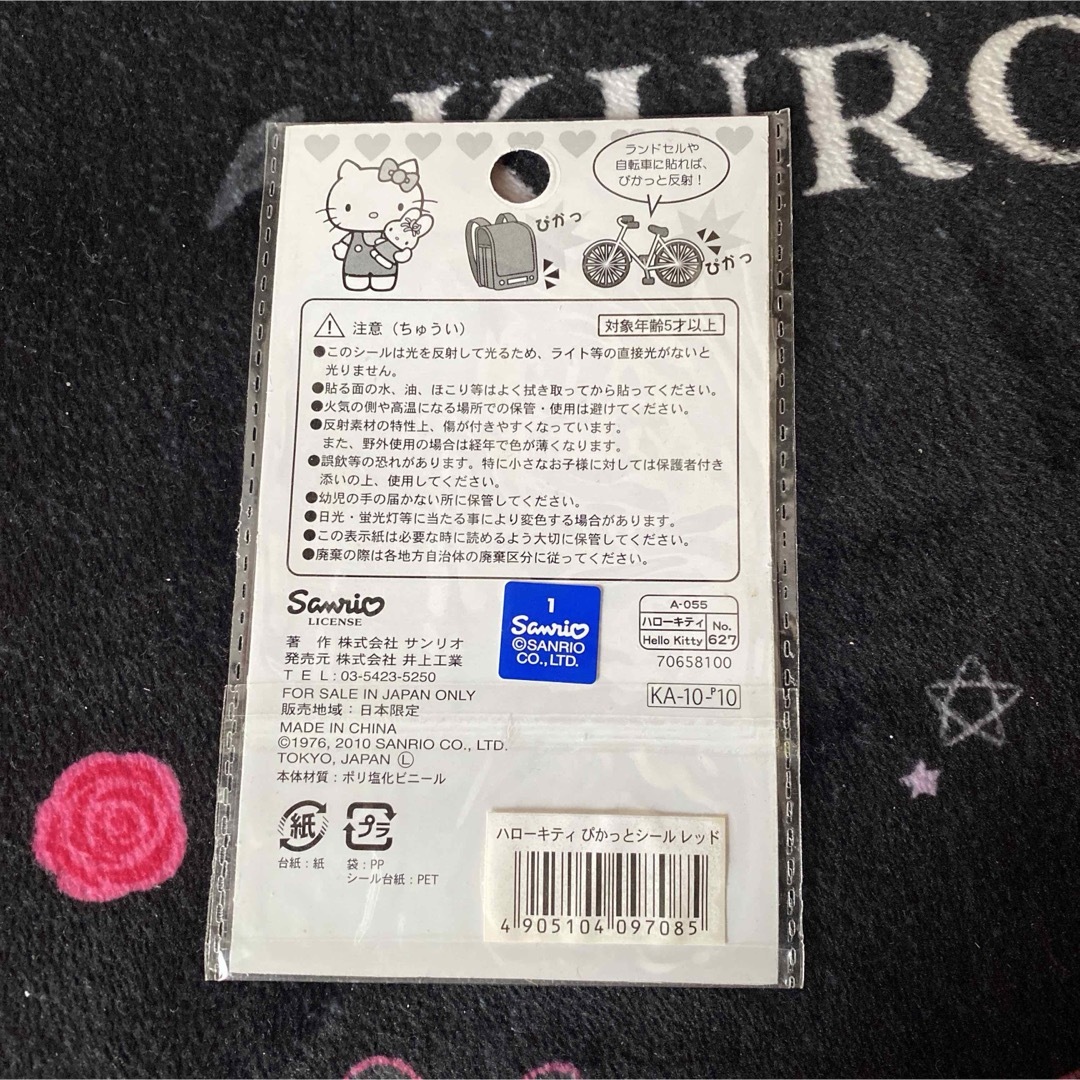 KURO
ランドセルや
自転車に貼れば、
ぴかっと反射！
ぴかっ
ぴかっ
注意（ちゅうい）
対象年齢5才以上
●このシールは光を反射して光るため、ライト等の直接光がないと
光りません。
●貼る面の水、油、ほこり等はよく拭き取ってから貼ってください。
●火気の側や高温になる場所での保管・使用は避けてください。
●反射素材の特性上、傷が付きやすくなっています。
また、野外使用の場合は経年で色が薄くなります。
●誤飲等の恐れがあります。特に小さなお子様に対しては保護者付き
添いの上、使用してください。
●幼児の手の届かない所に保管してください。
●日光・蛍光灯等に当たる事により変色する場合があります。
●この表示紙は必要な時に読めるよう大切に保管してください。
●廃棄の際は各地方自治体の廃棄区分に従ってください。
Sanrio
LICENSE
著　作 株式会社 サンリオ
発売元 株式会社 井上工業
ＴＥＬ:03-5423-5250
FOR SALE IN JAPAN ONLY
販売地域：日本限定
MADE IN CHINA
©1976, 2010 SANRIO CO., LTD.
TOKYO, JAPAN Ⓛ
本体材質：ポリ塩化ビニール
1
Sanrio
©SANRIO
CO.,LTD.
A-055
ハローキティ
Hello Kitty
No.
627
70658100
KA-10-P10
紙
プラ
台紙：紙
袋：PP
シール台紙：PET
ハローキティ ぴかっとシール レッド
4 905104 097085